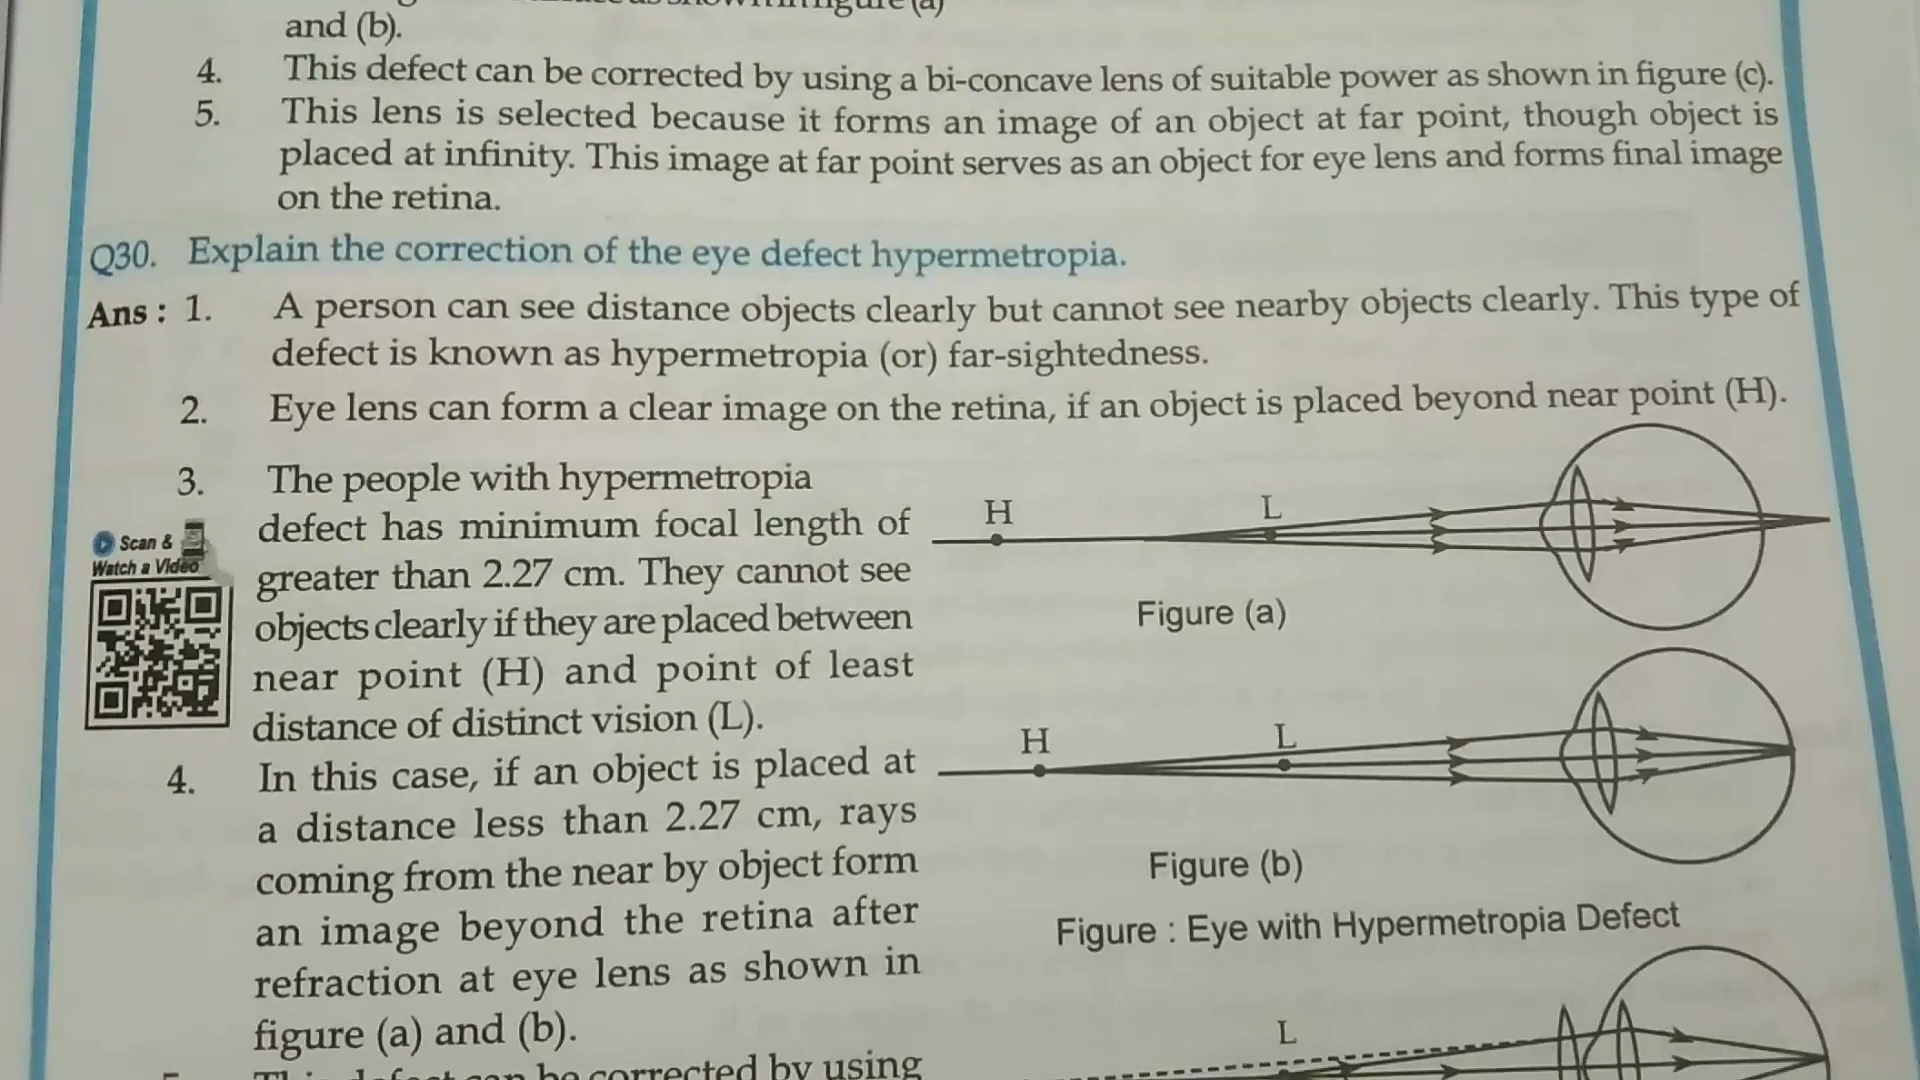 figure (a)
and (b).
4. This defect can be corrected by using a bi-concave lens of suitable power as shown in figure (c).
5. This lens is selected because it forms an image of an object at far point, though object is
placed at infinity. This image at far point serves as an object for eye lens and forms final image
on the retina.
Q30. Explain the correction of the eye defect hypermetropia.
Ans : 1. A person can see distance objects clearly but cannot see nearby objects clearly. This type of
defect is known as hypermetropia (or) far-sightedness.
2. Eye lens can form a clear image on the retina, if an object is placed beyond near point (H).
3. The people with hypermetropia
defect has minimum focal length of
greater than 2.27 cm. They cannot see
objects clearly if they are placed between
near point (H) and point of least
distance of distinct vision (L).
Scan &
Watch a Video
4. In this case, if an object is placed at
a distance less than 2.27 cm, rays
coming from the near by object form
an image beyond the retina after
refraction at eye lens as shown in
figure (a) and (b).
This defect can be corrected by using
H L
Figure (a)
H L
Figure (b)
Figure : Eye with Hypermetropia Defect
L